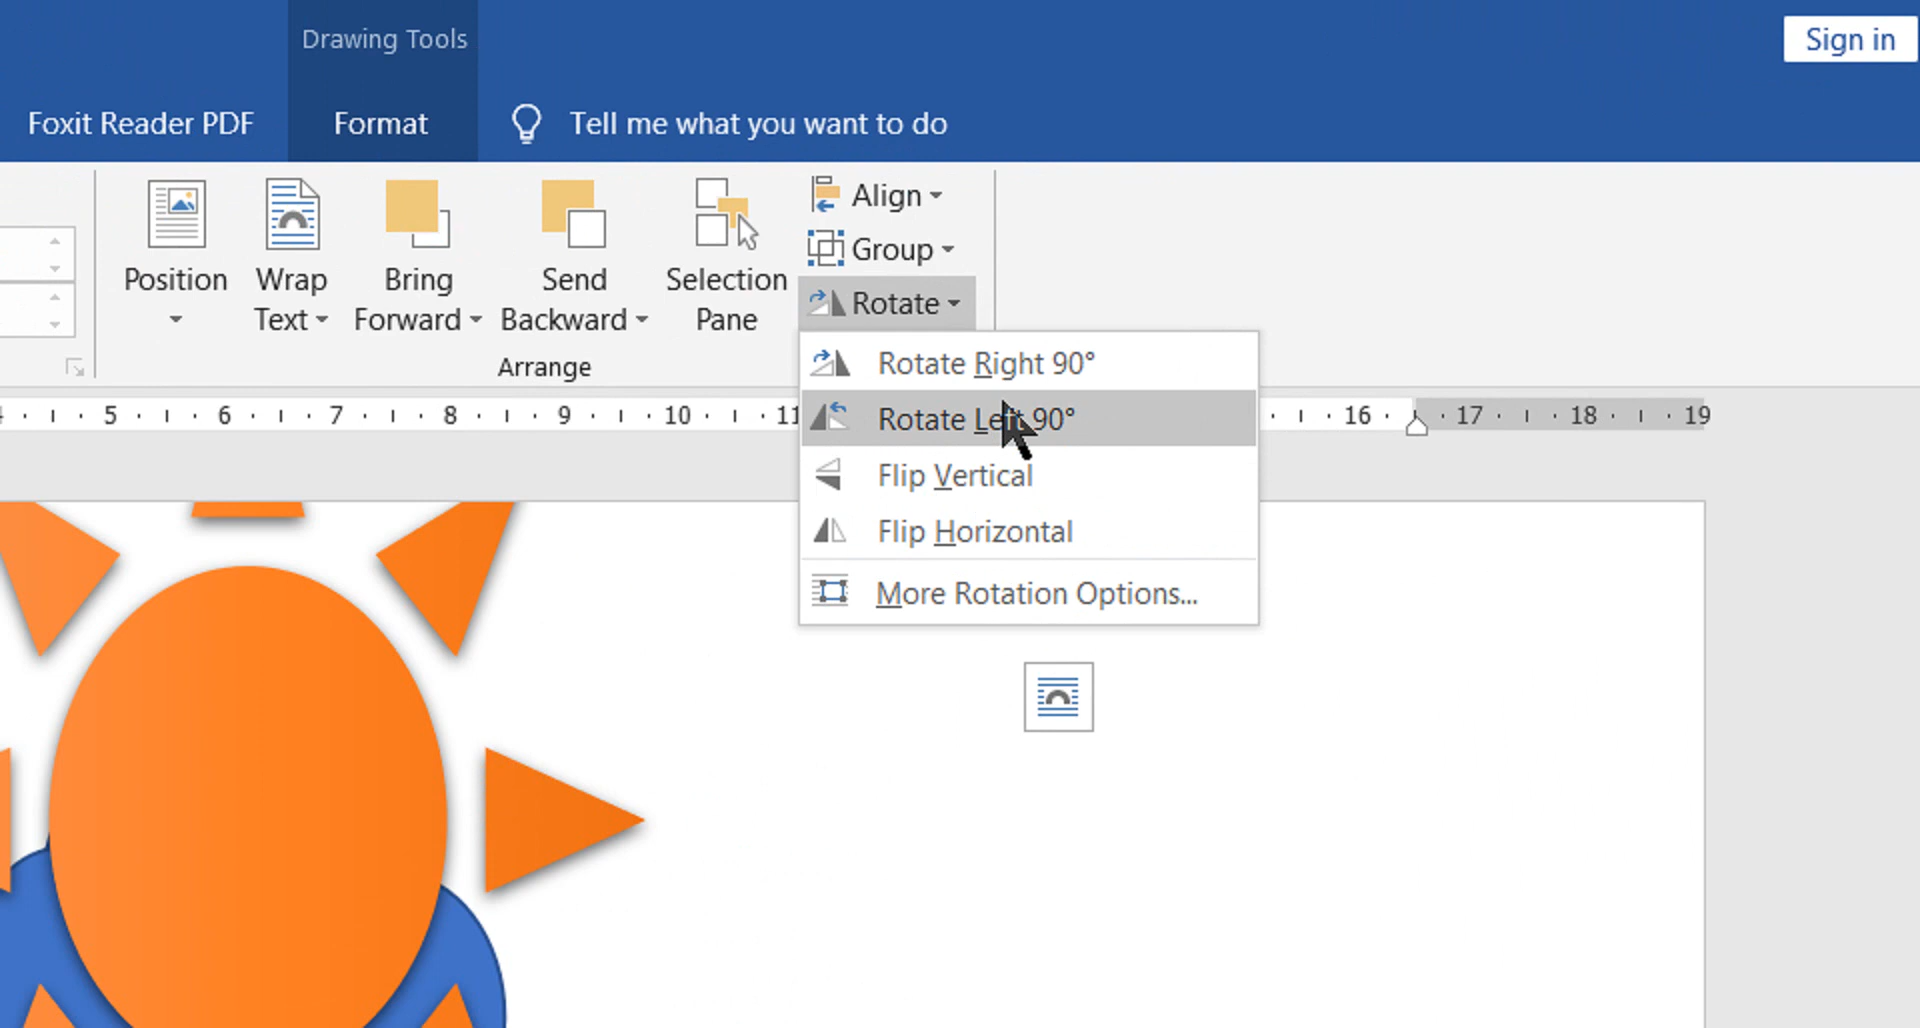 Drawing Tools
Sign in
Foxit Reader PDF
Format
Tell me what you want to do
Position
Wrap
Text
Bring
Forward
Send
Backward
Selection
Pane
Align
Group
Rotate
Arrange
Rotate Right 90°
Rotate Left 90°
Flip Vertical
Flip Horizontal
More Rotation Options...
5 6 7 8 9 10 11 16 17 18 19